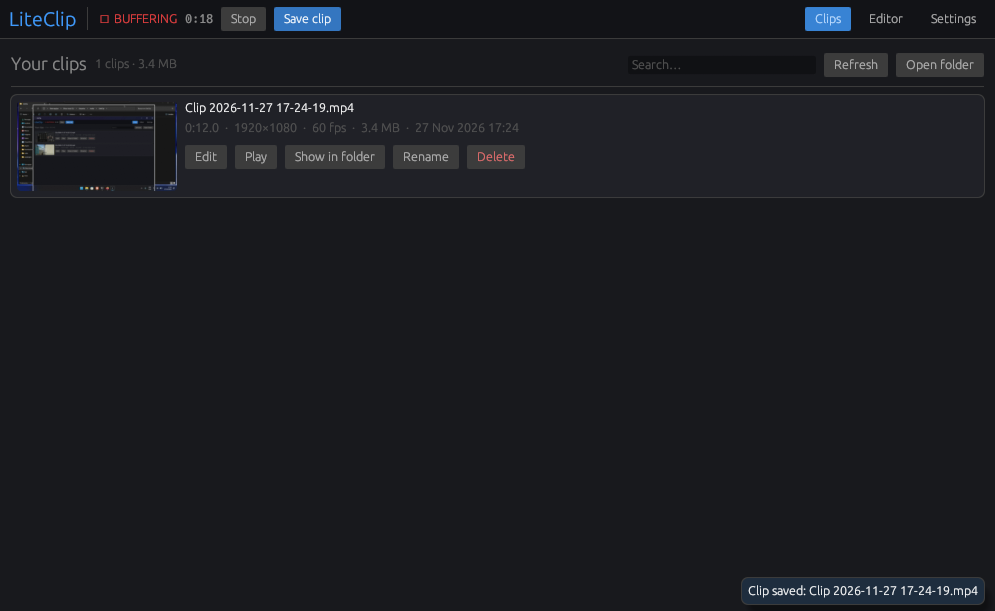 LiteClip BUFFERING 0:18 Stop Save clip Clips Editor Settings
Your clips 1 clips · 3.4 MB Search... Refresh Open folder
Clip 2026-11-27 17-24-19.mp4
0:12.0 · 1920×1080 · 60 fps · 3.4 MB · 27 Nov 2026 17:24
Edit Play Show in folder Rename Delete
Clip saved: Clip 2026-11-27 17-24-19.mp4